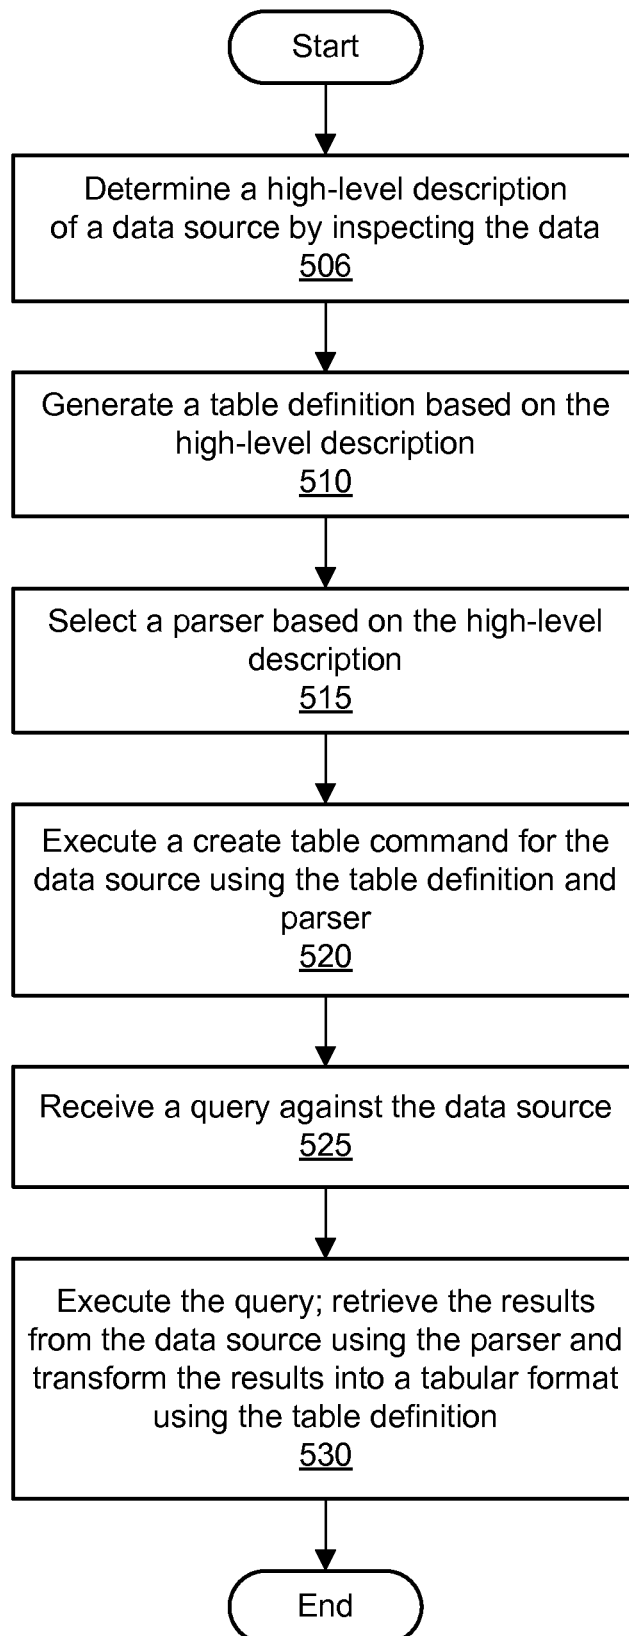 Start
Determine a high-level description
of a data source by inspecting the data
506
Generate a table definition based on the
high-level description
510
Select a parser based on the high-level
description
515
Execute a create table command for the
data source using the table definition and
parser
520
Receive a query against the data source
525
Execute the query; retrieve the results
from the data source using the parser and
transform the results into a tabular format
using the table definition
530
End